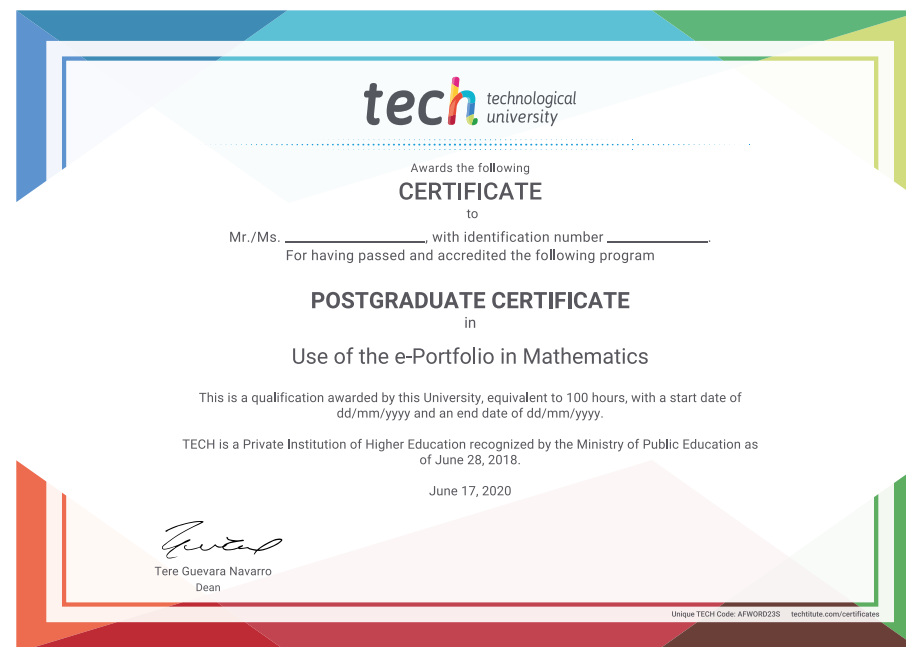 tech technological
university
Awards the following
CERTIFICATE
to
Mr./Ms. ____________, with identification number ____________.
For having passed and accredited the following program
POSTGRADUATE CERTIFICATE
in
Use of the e-Portfolio in Mathematics
This is a qualification awarded by this University, equivalent to 100 hours, with a start date of
dd/mm/yyyy and an end date of dd/mm/yyyy.
TECH is a Private Institution of Higher Education recognized by the Ministry of Public Education as
of June 28, 2018.
June 17, 2020
Tere Guevara Navarro
Dean
Unique TECH Code: AFWORD23S techtitute.com/certificates